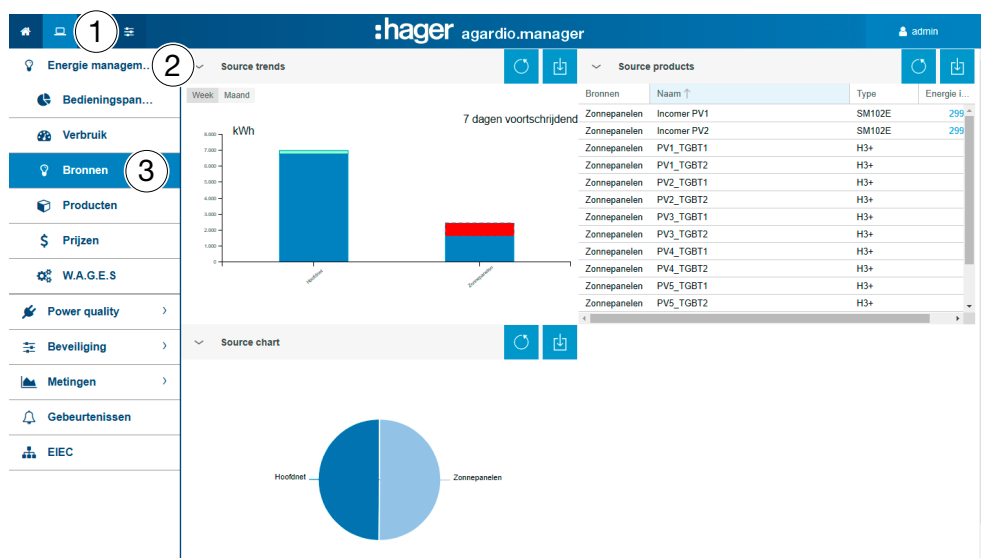 1
:hager agardio.manager
admin
Energie managem...
2
Bedieningspan...
Verbruik
Bronnen
3
Producten
Prijzen
W.A.G.E.S
Power quality
Beveiliging
Metingen
Gebeurtenissen
EIEC
Source trends
Week Maand
7 dagen voortschrijdend
kWh
8.000
7.000
6.000
5.000
4.000
3.000
2.000
1.000
0
Hoofdnet
Zonnepanelen
Source products
Bronnen Naam ↑ Type Energie i...
Zonnepanelen Incomer PV1 SM102E 299
Zonnepanelen Incomer PV2 SM102E 299
Zonnepanelen PV1_TGBT1 H3+
Zonnepanelen PV1_TGBT2 H3+
Zonnepanelen PV2_TGBT1 H3+
Zonnepanelen PV2_TGBT2 H3+
Zonnepanelen PV3_TGBT1 H3+
Zonnepanelen PV3_TGBT2 H3+
Zonnepanelen PV4_TGBT1 H3+
Zonnepanelen PV4_TGBT2 H3+
Zonnepanelen PV5_TGBT1 H3+
Zonnepanelen PV5_TGBT2 H3+
Source chart
Hoofdnet
Zonnepanelen